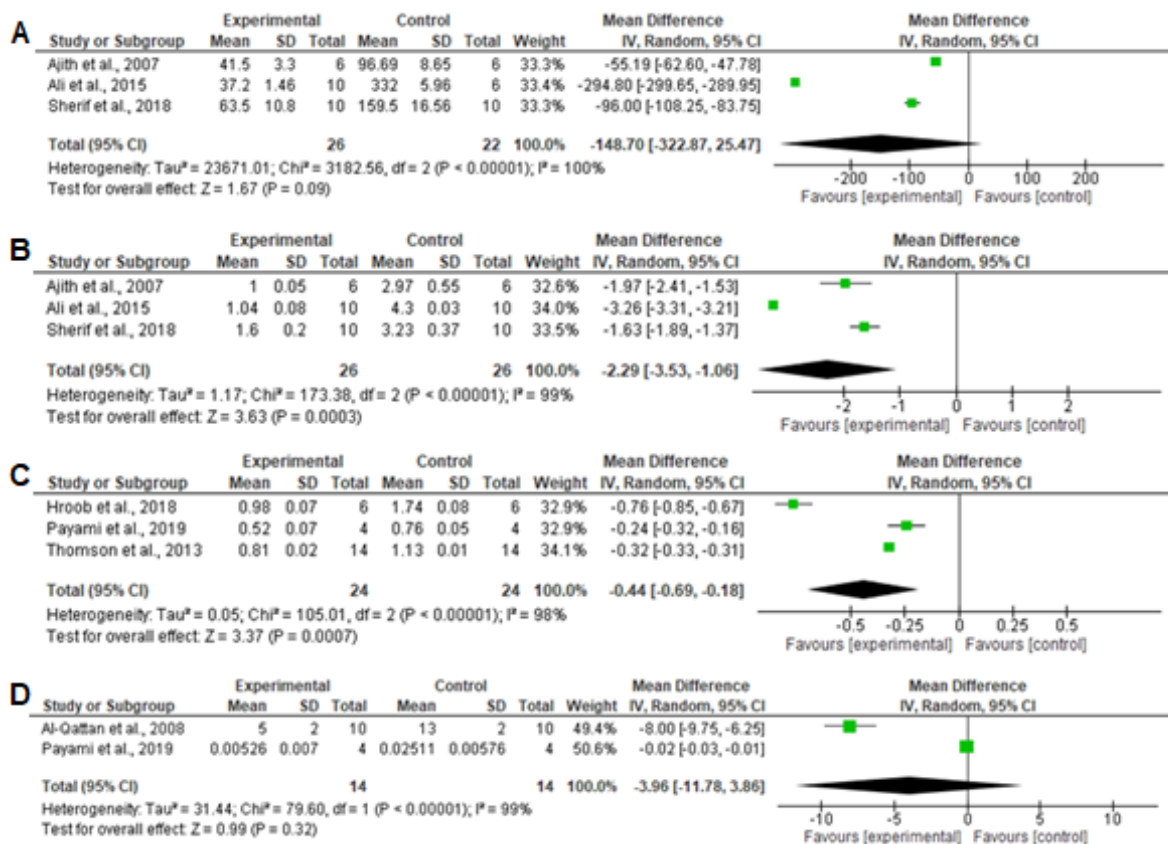 A
Experimental Control Mean Difference Mean Difference
Study or Subgroup Mean SD Total Mean SD Total Weight IV, Random, 95% CI IV, Random, 95% CI
Ajith et al., 2007 41.5 3.3 6 96.69 8.65 6 33.3% -55.19 [-62.60, -47.78]
Ali et al., 2015 37.2 1.46 10 332 5.96 6 33.4% -294.80 [-299.65, -289.95]
Sherif et al., 2018 63.5 10.8 10 159.5 16.56 10 33.3% -96.00 [-108.25, -83.75]
Total (95% CI) 26 22 100.0% -148.70 [-322.87, 25.47]
Heterogeneity: Tau² = 23671.01; Chi² = 3182.56, df = 2 (P < 0.00001); I² = 100%
Test for overall effect: Z = 1.67 (P = 0.09)
-200 -100 0 100 200
Favours [experimental] Favours [control]
B
Experimental Control Mean Difference Mean Difference
Study or Subgroup Mean SD Total Mean SD Total Weight IV, Random, 95% CI IV, Random, 95% CI
Ajith et al., 2007 1 0.05 6 2.97 0.55 6 32.6% -1.97 [-2.41, -1.53]
Ali et al., 2015 1.04 0.08 10 4.3 0.03 10 34.0% -3.26 [-3.31, -3.21]
Sherif et al., 2018 1.6 0.2 10 3.23 0.37 10 33.5% -1.63 [-1.89, -1.37]
Total (95% CI) 26 26 100.0% -2.29 [-3.53, -1.06]
Heterogeneity: Tau² = 1.17; Chi² = 173.38, df = 2 (P < 0.00001); I² = 99%
Test for overall effect: Z = 3.63 (P = 0.0003)
-2 -1 0 1 2
Favours [experimental] Favours [control]
C
Experimental Control Mean Difference Mean Difference
Study or Subgroup Mean SD Total Mean SD Total Weight IV, Random, 95% CI IV, Random, 95% CI
Hroob et al., 2018 0.98 0.07 6 1.74 0.08 6 32.9% -0.76 [-0.85, -0.67]
Payami et al., 2019 0.52 0.07 4 0.76 0.05 4 32.9% -0.24 [-0.32, -0.16]
Thomson et al., 2013 0.81 0.02 14 1.13 0.01 14 34.1% -0.32 [-0.33, -0.31]
Total (95% CI) 24 24 100.0% -0.44 [-0.69, -0.18]
Heterogeneity: Tau² = 0.05; Chi² = 105.01, df = 2 (P < 0.00001); I² = 98%
Test for overall effect: Z = 3.37 (P = 0.0007)
-0.5 -0.25 0 0.25 0.5
Favours [experimental] Favours [control]
D
Experimental Control Mean Difference Mean Difference
Study or Subgroup Mean SD Total Mean SD Total Weight IV, Random, 95% CI IV, Random, 95% CI
Al-Qattan et al., 2008 5 2 10 13 2 10 49.4% -8.00 [-9.75, -6.25]
Payami et al., 2019 0.00526 0.007 4 0.02511 0.00576 4 50.6% -0.02 [-0.03, -0.01]
Total (95% CI) 14 14 100.0% -3.96 [-11.78, 3.86]
Heterogeneity: Tau² = 31.44; Chi² = 79.60, df = 1 (P < 0.00001); I² = 99%
Test for overall effect: Z = 0.99 (P = 0.32)
-10 -5 0 5 10
Favours [experimental] Favours [control]